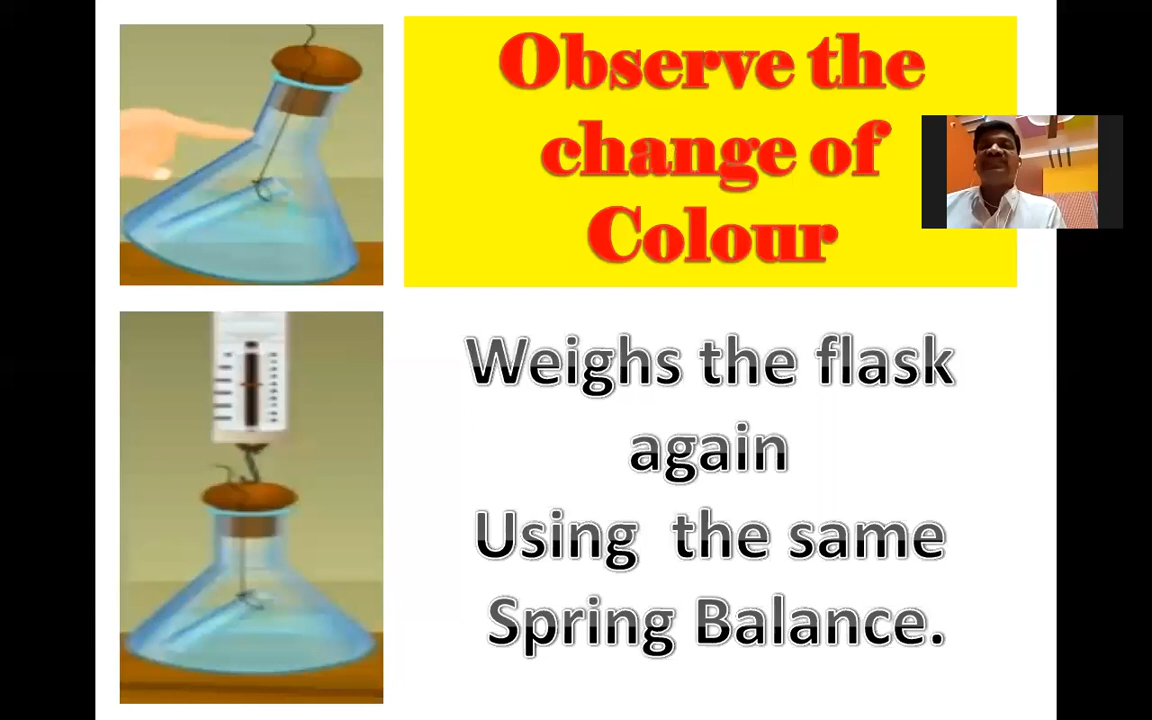 Observe the
change of
Colour
Weighs the flask
again
Using the same
Spring Balance.